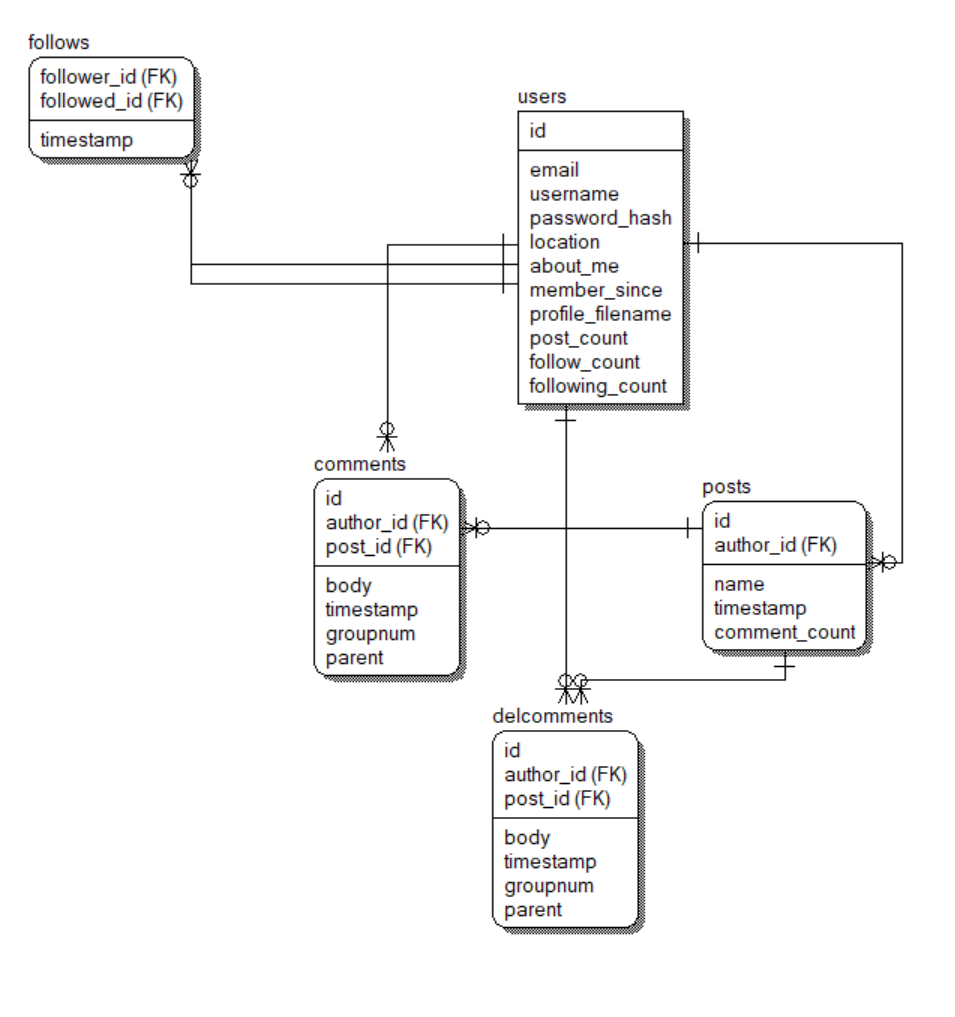 follows
follower_id (FK)
followed_id (FK)
timestamp
users
id
email
username
password_hash
location
about_me
member_since
profile_filename
post_count
follow_count
following_count
comments
id
author_id (FK)
post_id (FK)
body
timestamp
groupnum
parent
posts
id
author_id (FK)
name
timestamp
comment_count
delcomments
id
author_id (FK)
post_id (FK)
body
timestamp
groupnum
parent